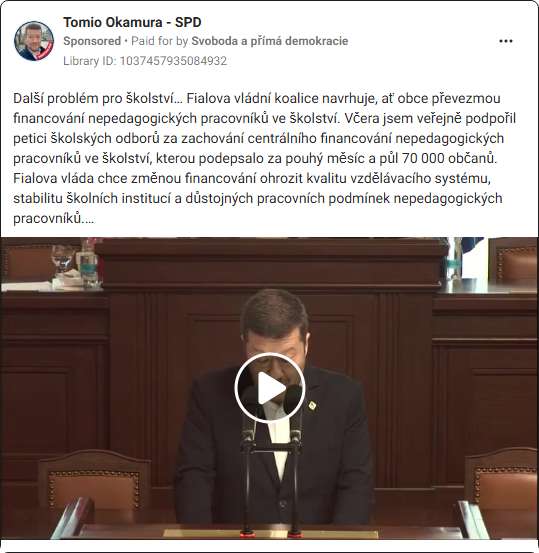 Tomio Okamura - SPD
Sponsored • Paid for by Svoboda a přímá demokracie
Library ID: 1037457935084932
Další problém pro školství... Fialova vládní koalice navrhuje, ať obce převezmou
financování nepedagogických pracovníků ve školství. Včera jsem veřejně podpořil
petici školských odborů za zachování centrálního financování nepedagogických
pracovníků ve školství, kterou podepsalo za pouhý měsíc a půl 70 000 občanů.
Fialova vláda chce změnou financování ohrozit kvalitu vzdělávacího systému,
stabilitu školních institucí a důstojných pracovních podmínek nepedagogických
pracovníků....